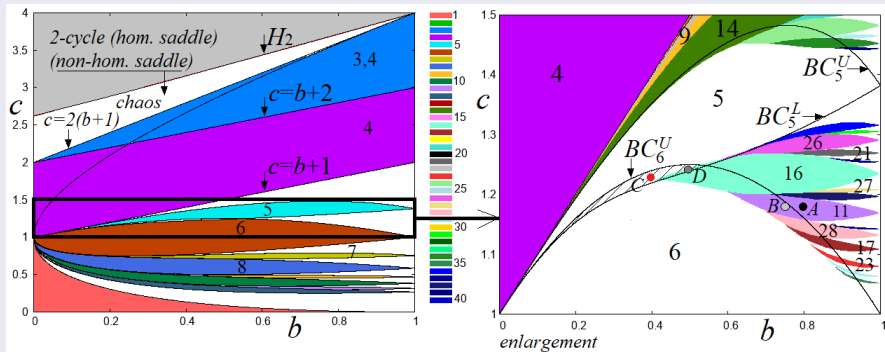 4
3.5
3
2.5
2
1.5
1
0.5
0
c
0
0.2
0.4
0.6
0.8
1
b
2-cycle (hom. saddle)
(non-hom. saddle)
H2
chaos
3,4
c=2(b+1)
c=b+2
4
c=b+1
5
6
7
8
1
5
10
15
20
25
30
35
40
1.5
1.4
1.3
1.2
1.1
1
c
0
0.2
0.4
0.6
0.8
1
b
enlargement
9
14
4
5
BC5^U
BC5^L
BC6^U
26
21
16
C
D
27
B
A
11
28
6
17
23